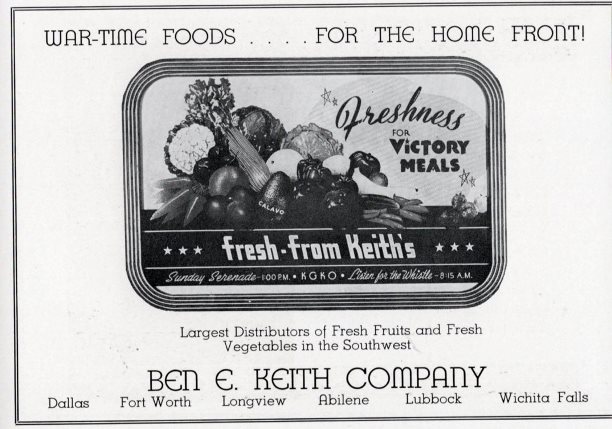 WAR-TIME FOODS . . . . FOR THE HOME FRONT!
Freshness
FOR
VICTORY
MEALS
CALAVO
★ ★ ★ fresh-from Keith's ★ ★ ★
Sunday Serenade-1:00 P.M. • KGKO • Listen for the Whistle - 8:15 A.M.
Largest Distributors of Fresh Fruits and Fresh
Vegetables in the Southwest
BEN E. KEITH COMPANY
Dallas Fort Worth Longview Abilene Lubbock Wichita Falls